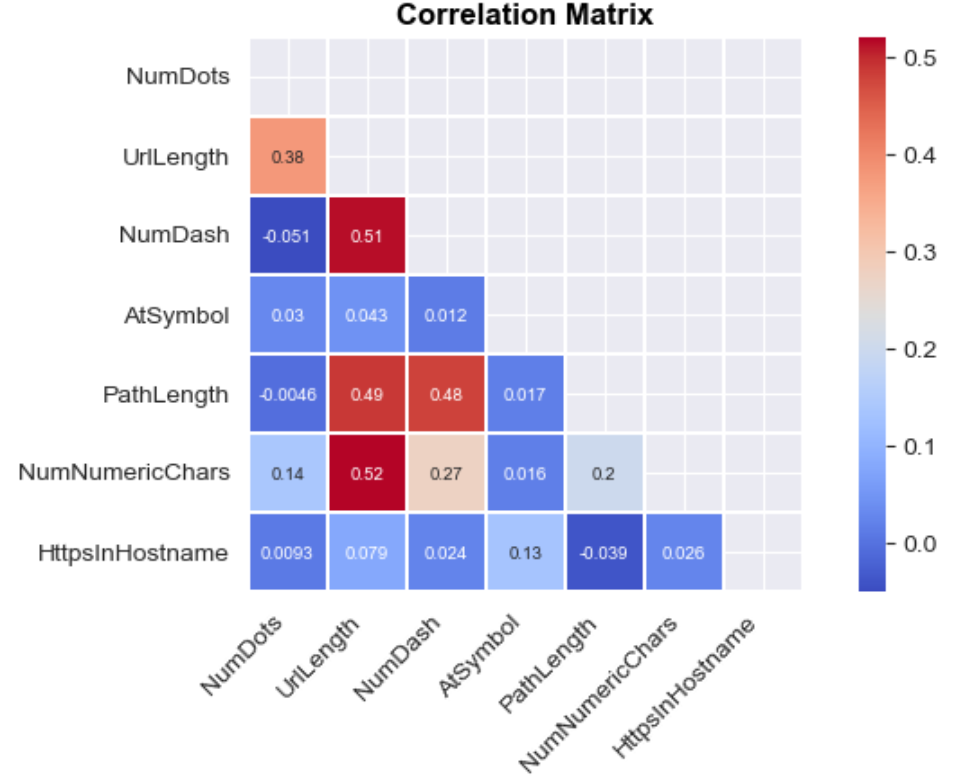 Correlation Matrix
NumDots
UrlLength 0.38
NumDash -0.051 0.51
AtSymbol 0.03 0.043 0.012
PathLength -0.0046 0.49 0.48 0.017
NumNumericChars 0.14 0.52 0.27 0.016 0.2
HttpsInHostname 0.0093 0.079 0.024 0.13 -0.039 0.026
NumDots UrlLength NumDash AtSymbol PathLength NumNumericChars HttpsInHostname
0.5
0.4
0.3
0.2
0.1
0.0